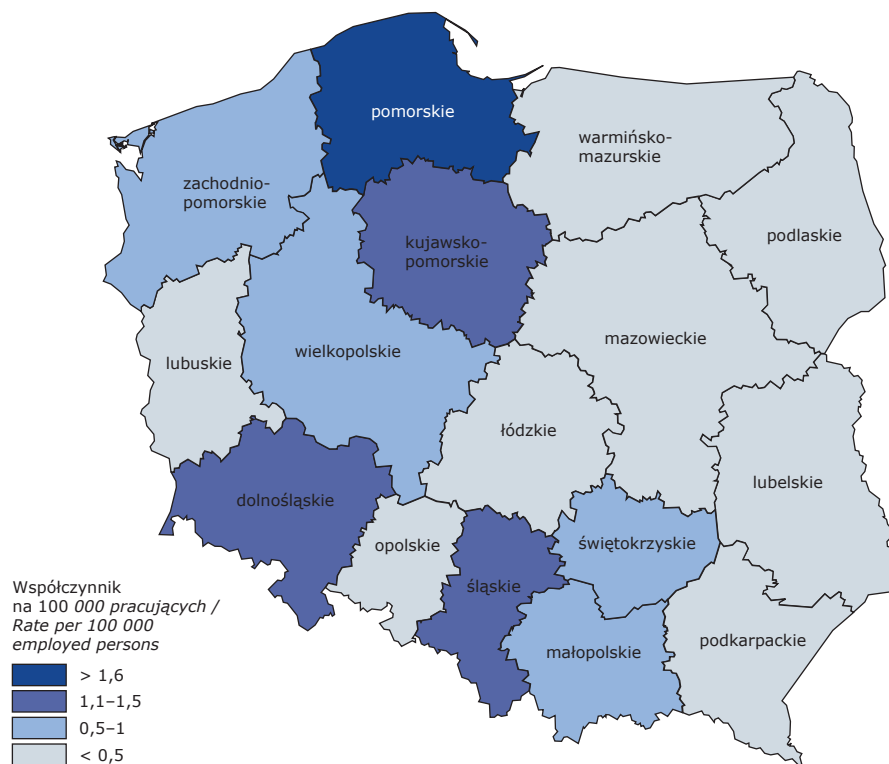 pomorskie
warmińsko-
mazurskie
zachodnio-
pomorskie
podlaskie
kujawsko-
pomorskie
mazowieckie
wielkopolskie
lubuskie
łódzkie
lubelskie
dolnośląskie
opolskie
świętokrzyskie
śląskie
podkarpackie
małopolskie
Współczynnik
na 100 000 pracujących /
Rate per 100 000
employed persons
> 1,6
1,1–1,5
0,5–1
< 0,5